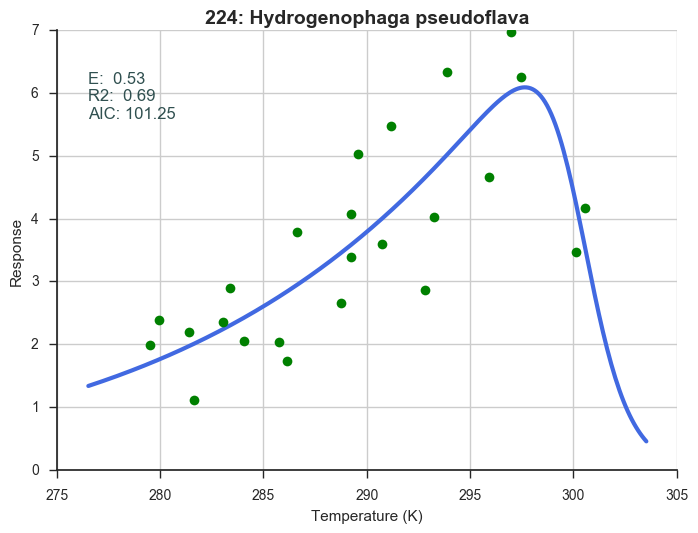 224: Hydrogenophaga pseudoflava
E: 0.53
R2: 0.69
AIC: 101.25
Response
7
6
5
4
3
2
1
0
275 280 285 290 295 300 305
Temperature (K)